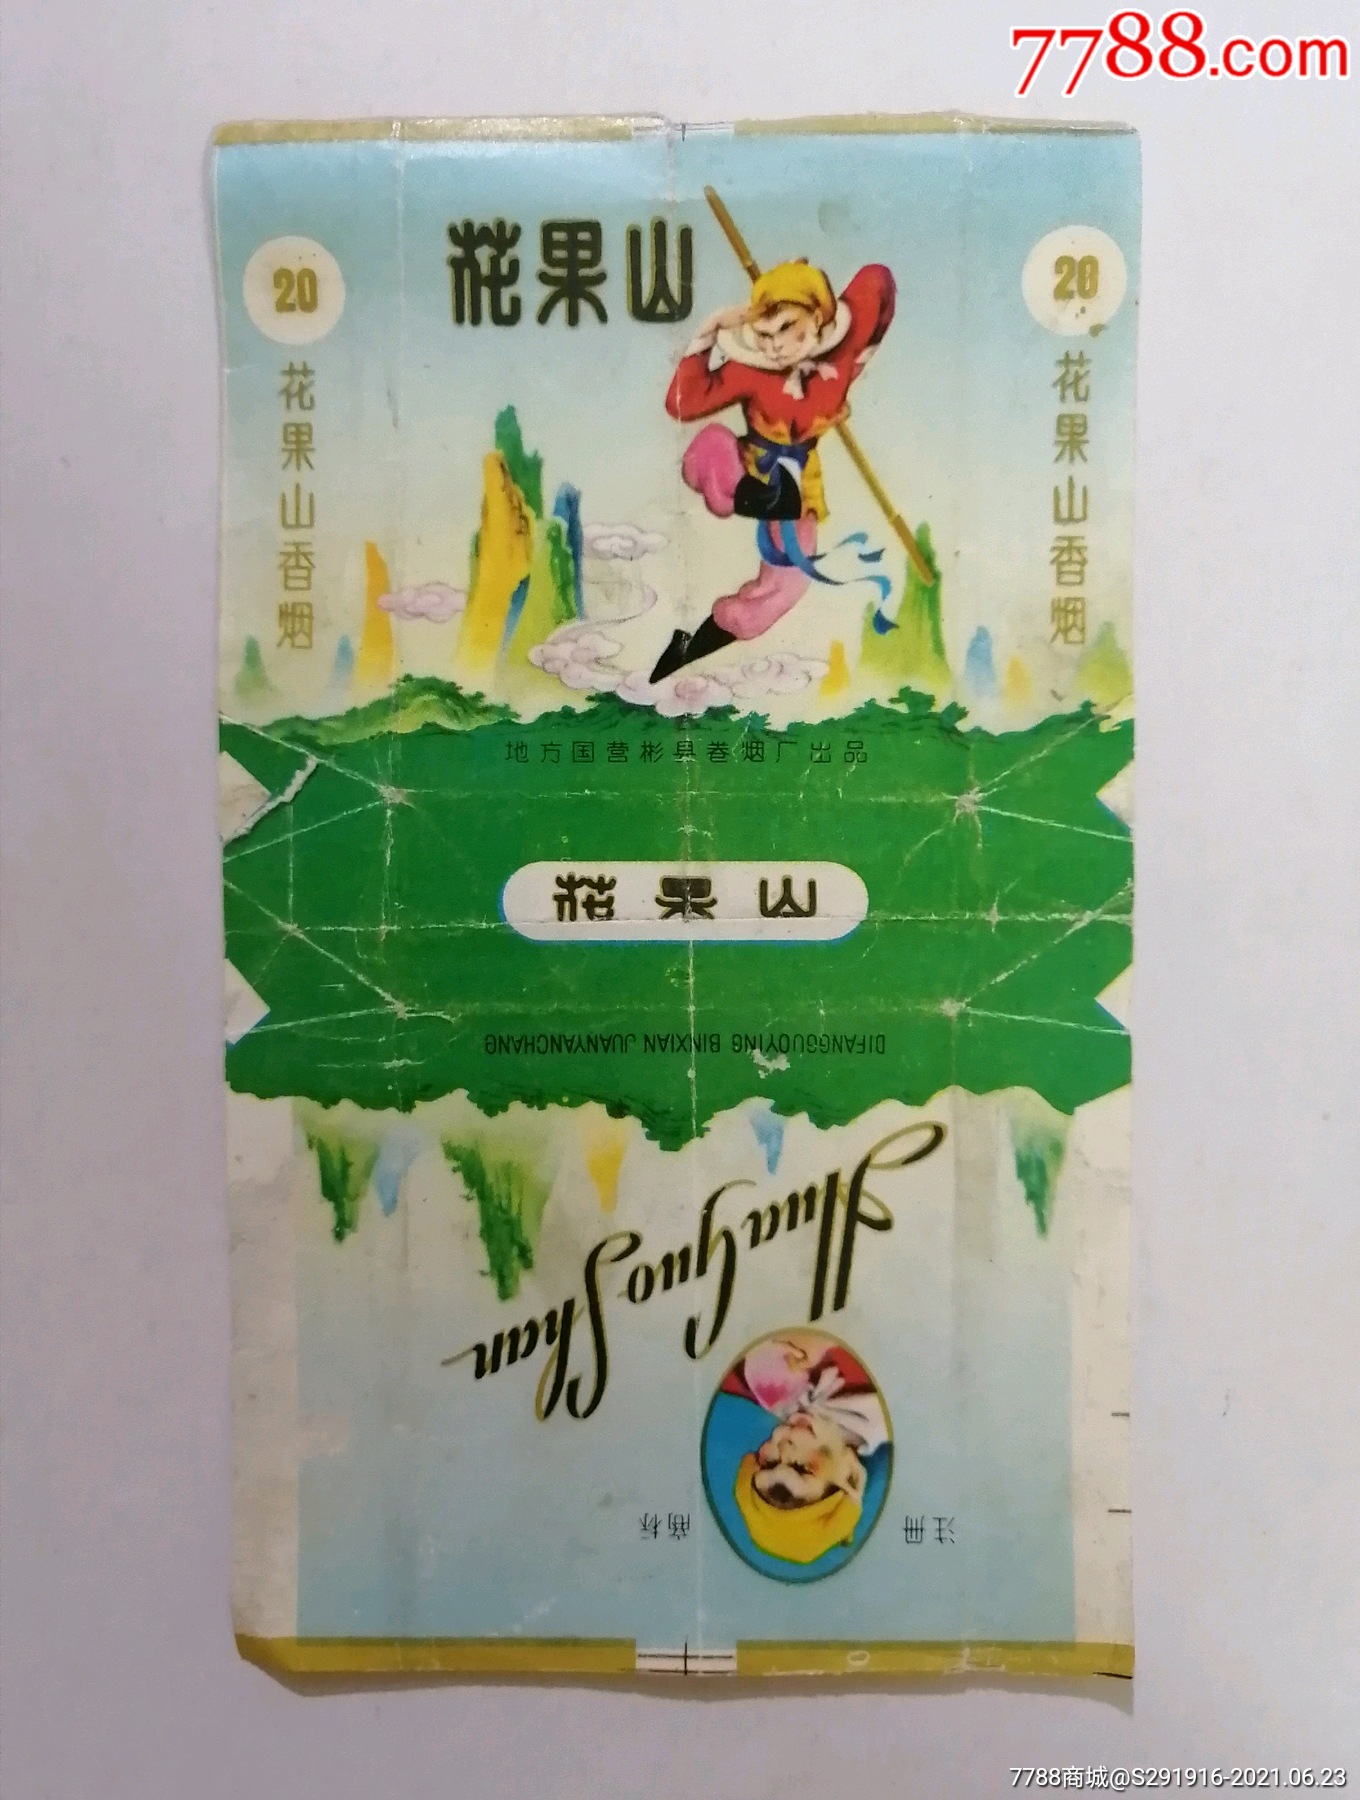 7788.com
花果山
20
花果山香烟
20
花果山香烟
地方国营彬县卷烟厂出品
花果山
DIFANGGUOYING BINXIAN JUANYANCHANG
HuaGuoShan
注册 商标
7788商城@S291916-2021.06.23